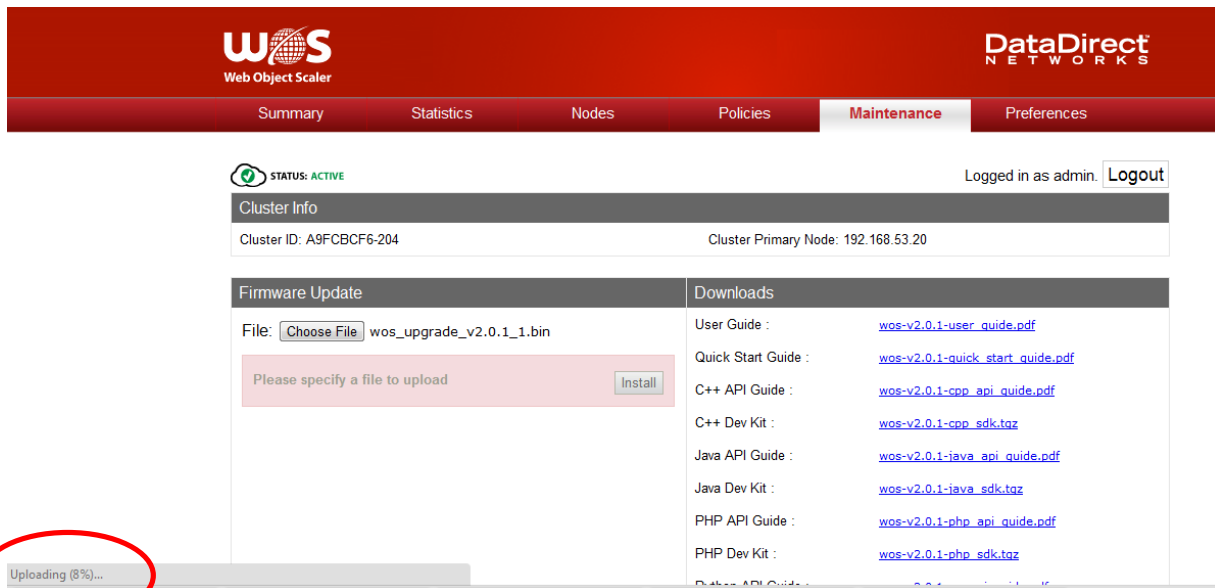 WOS
Web Object Scaler
DataDirect
NETWORKS
Summary Statistics Nodes Policies Maintenance Preferences
STATUS: ACTIVE
Logged in as admin. Logout
Cluster Info
Cluster ID: A9FCBCF6-204 Cluster Primary Node: 192.168.53.20
Firmware Update
File: Choose File wos_upgrade_v2.0.1_1.bin
Please specify a file to upload Install
Downloads
User Guide : wos-v2.0.1-user_guide.pdf
Quick Start Guide : wos-v2.0.1-quick_start_guide.pdf
C++ API Guide : wos-v2.0.1-cpp_api_guide.pdf
C++ Dev Kit : wos-v2.0.1-cpp_sdk.tgz
Java API Guide : wos-v2.0.1-java_api_guide.pdf
Java Dev Kit : wos-v2.0.1-java_sdk.tgz
PHP API Guide : wos-v2.0.1-php_api_guide.pdf
PHP Dev Kit : wos-v2.0.1-php_sdk.tgz
Python API Guide :
Uploading (8%)...